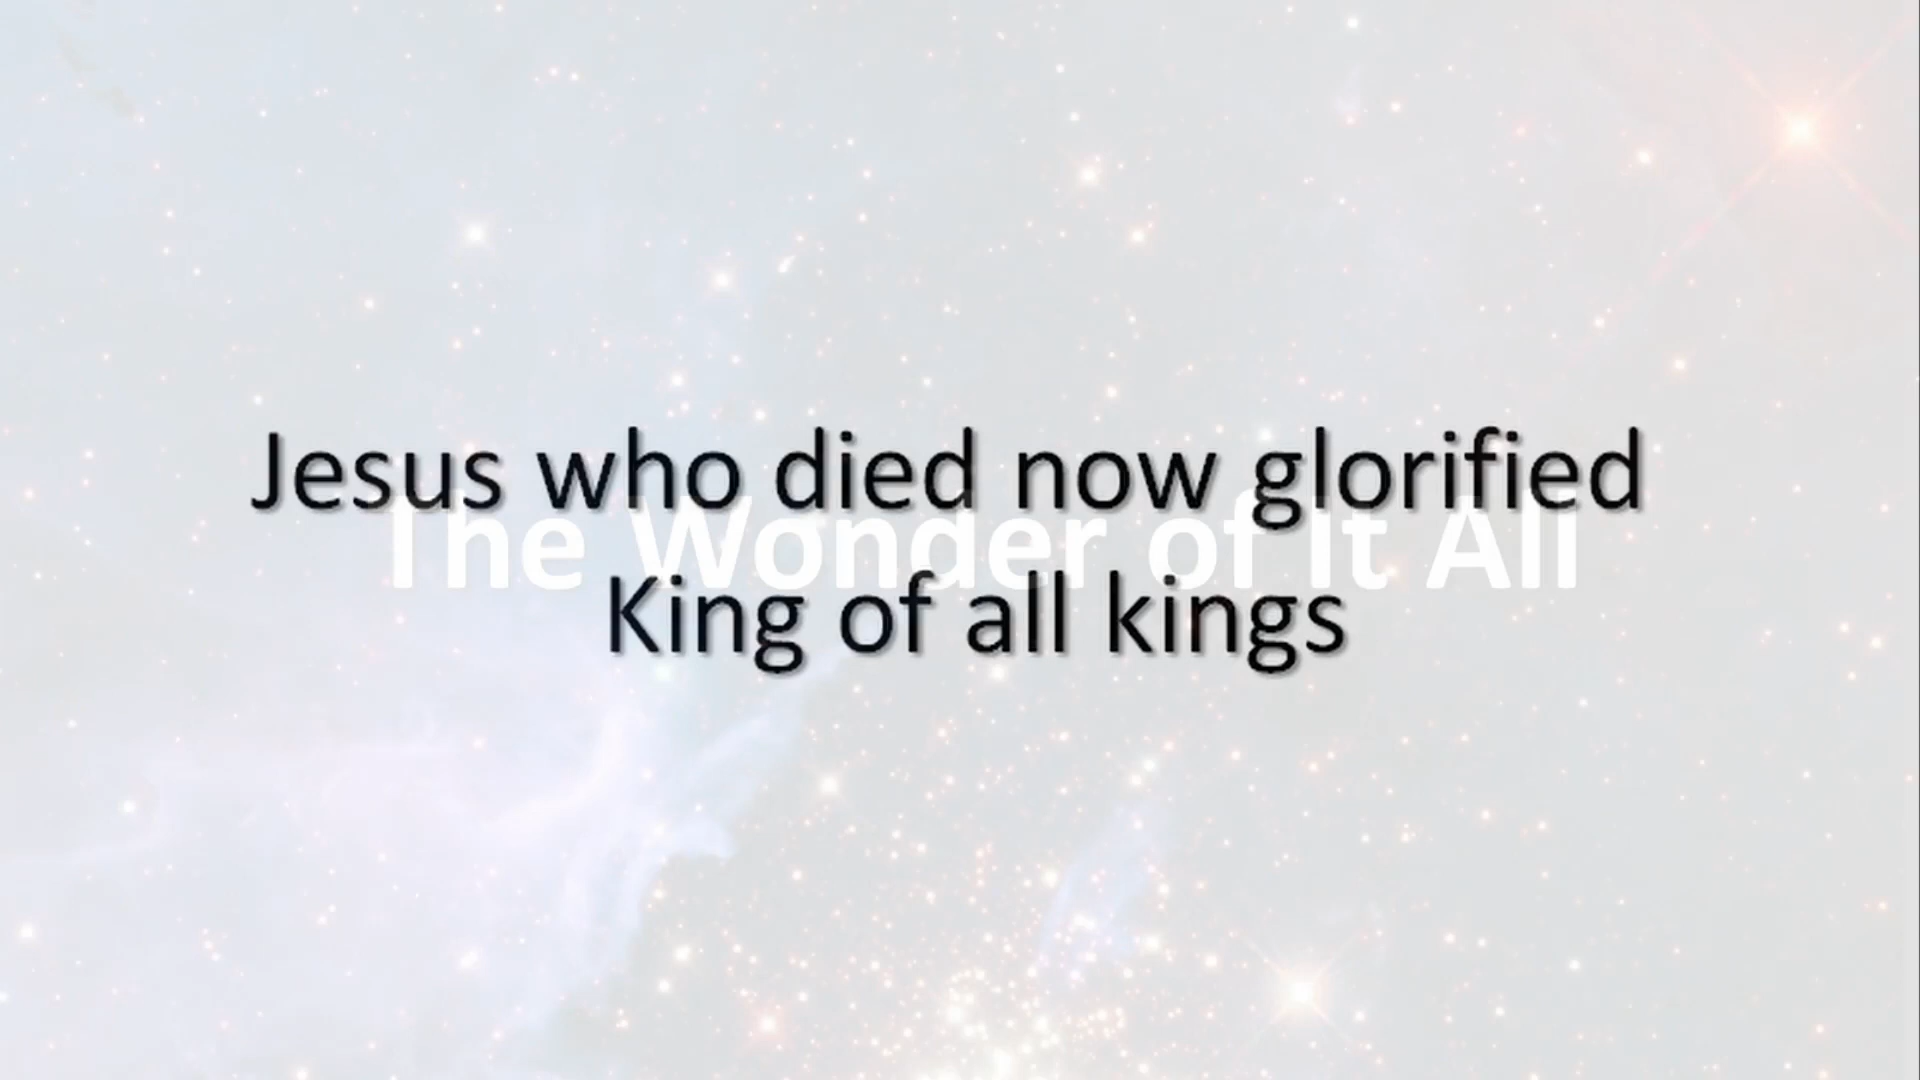 Jesus who died now glorified
The Wonder of It All
King of all kings